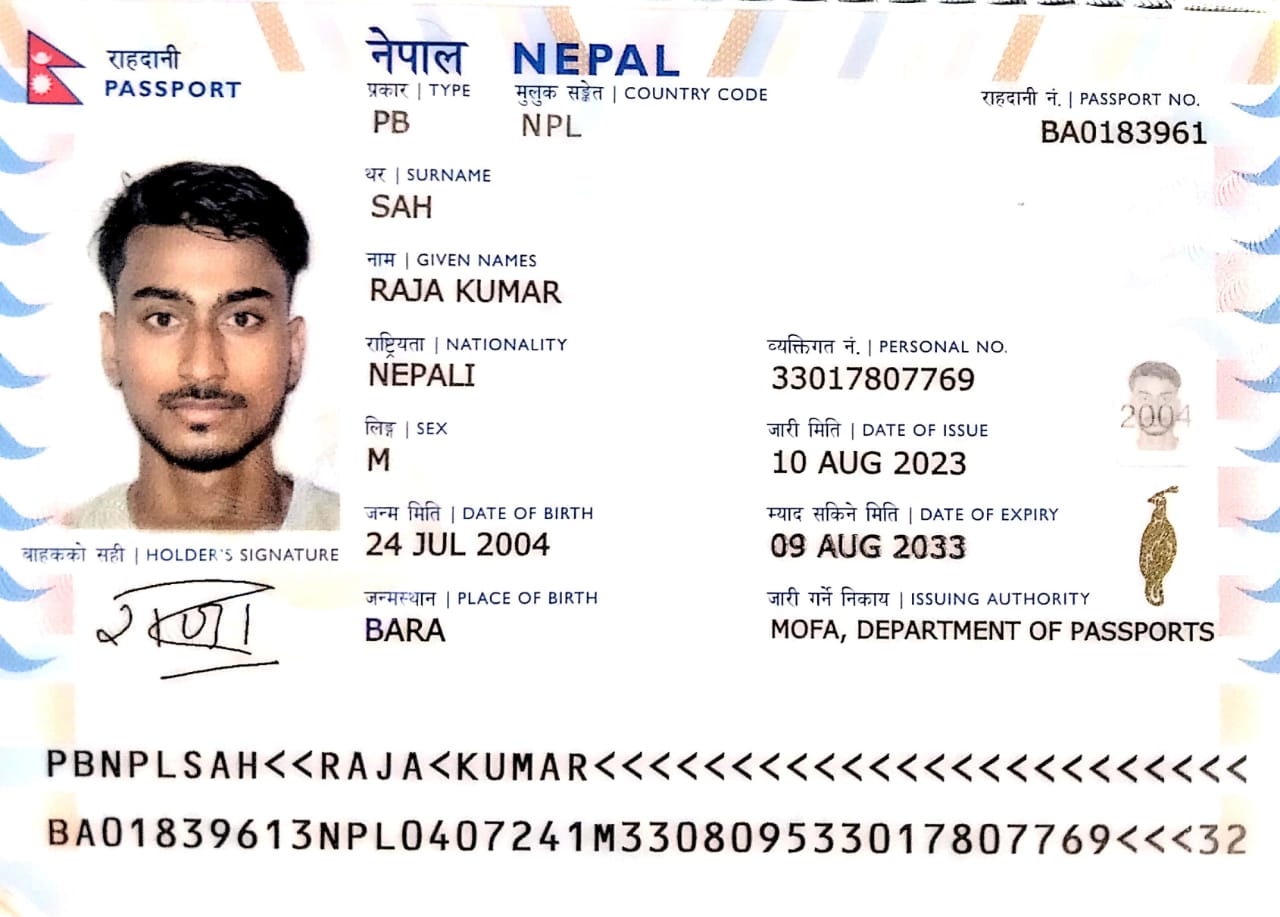 राहदानी
PASSPORT
नेपाल NEPAL
प्रकार | TYPE मुलुक सङ्केत | COUNTRY CODE राहदानी नं. | PASSPORT NO.
PB NPL BA0183961
थर | SURNAME
SAH
नाम | GIVEN NAMES
RAJA KUMAR
राष्ट्रियता | NATIONALITY व्यक्तिगत नं. | PERSONAL NO.
NEPALI 33017807769
लिङ्ग | SEX जारी मिति | DATE OF ISSUE
M 10 AUG 2023
2004
जन्म मिति | DATE OF BIRTH म्याद सकिने मिति | DATE OF EXPIRY
24 JUL 2004 09 AUG 2033
बाहकको सही | HOLDER'S SIGNATURE
जन्मस्थान | PLACE OF BIRTH जारी गर्ने निकाय | ISSUING AUTHORITY
BARA MOFA, DEPARTMENT OF PASSPORTS
PBNPLSAH<<RAJA<KUMAR<<<<<<<<<<<<<<<<<<<<<<<<
BA01839613NPL0407241M330809533017807769<<<32